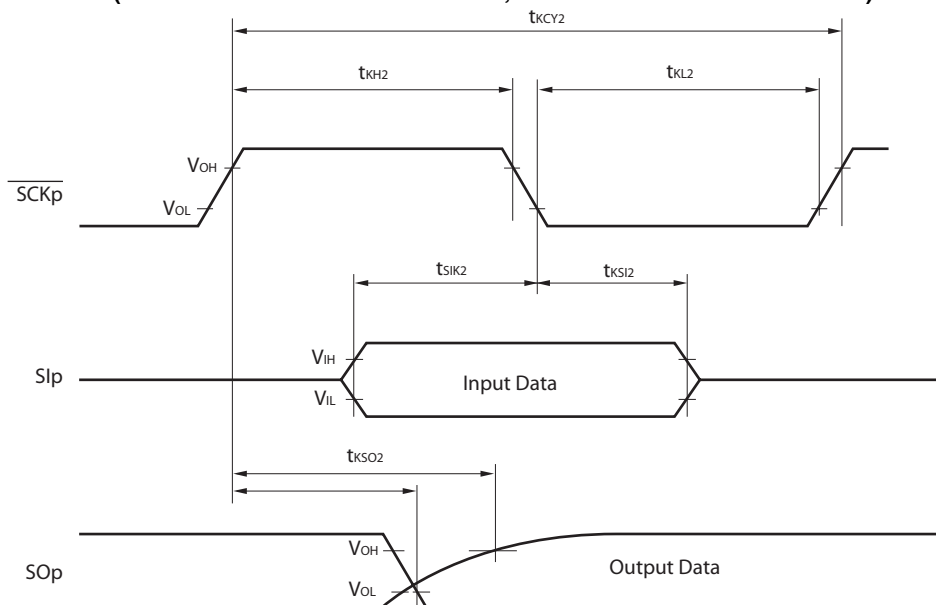 tKCY2
tKH2
tKL2
VOH
SCKp
VOL
tSIK2
tKSI2
VIH
SIp
Input Data
VIL
tKSO2
VOH
SOp
Output Data
VOL